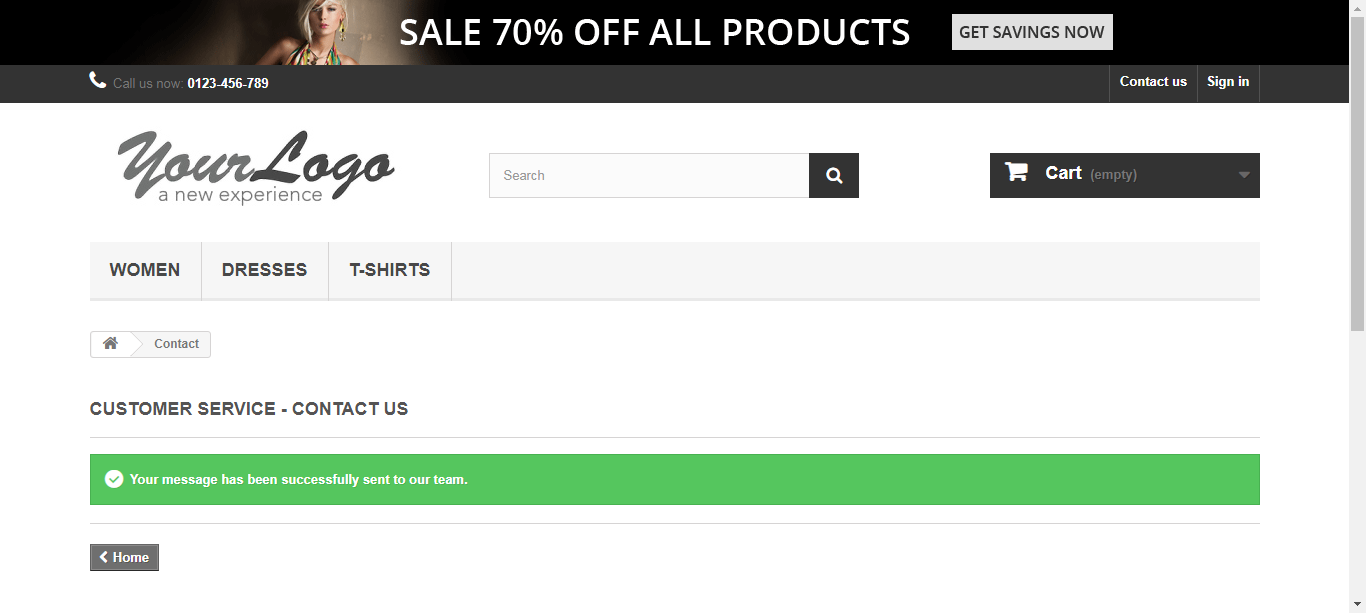 SALE 70% OFF ALL PRODUCTS GET SAVINGS NOW
Call us now: 0123-456-789 Contact us Sign in
YourLogo
a new experience
Search
Cart (empty)
WOMEN DRESSES T-SHIRTS
Contact
CUSTOMER SERVICE - CONTACT US
Your message has been successfully sent to our team.
Home